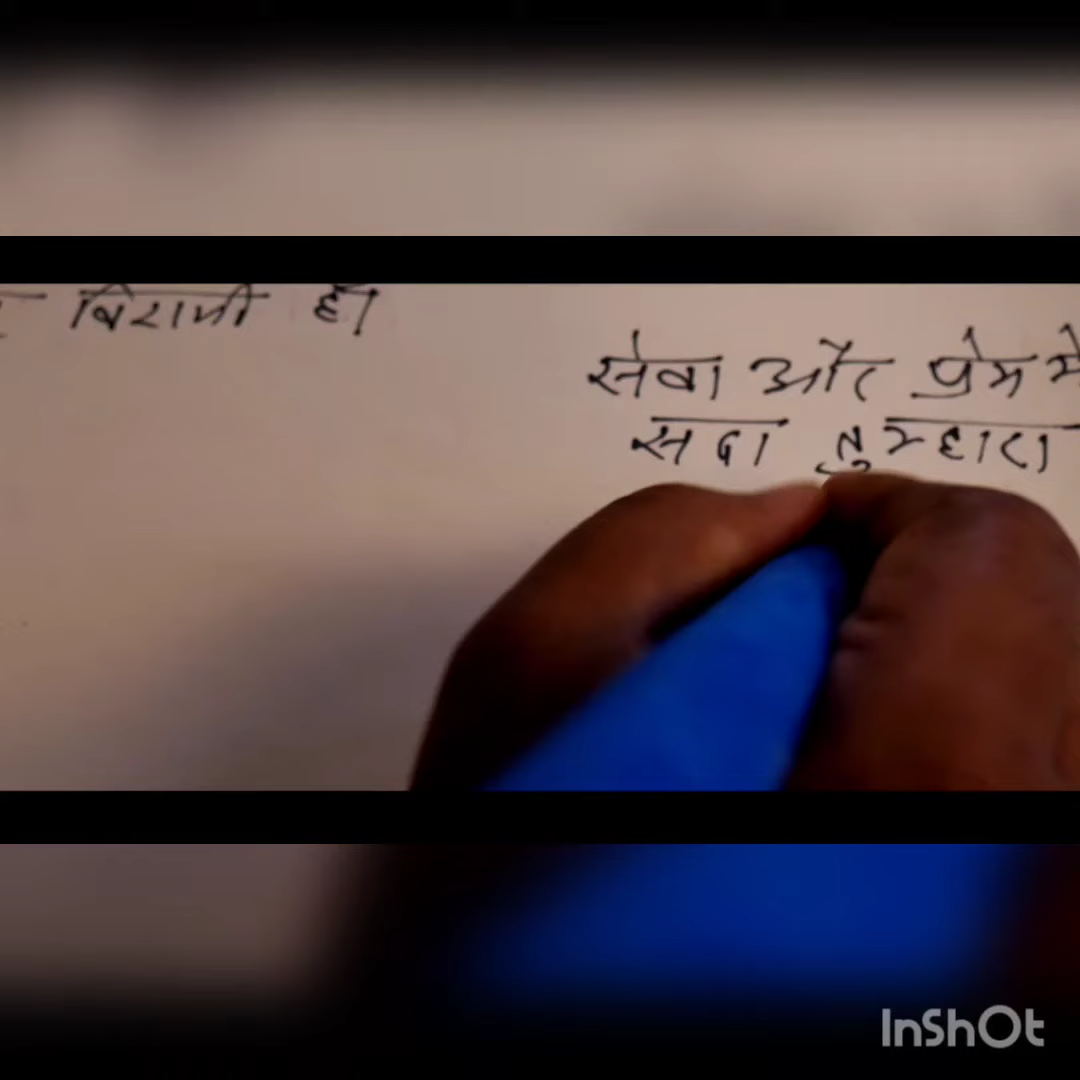 बिरानी है।
सेवा और प्रेम में
सदा तुम्हारा
InShOt